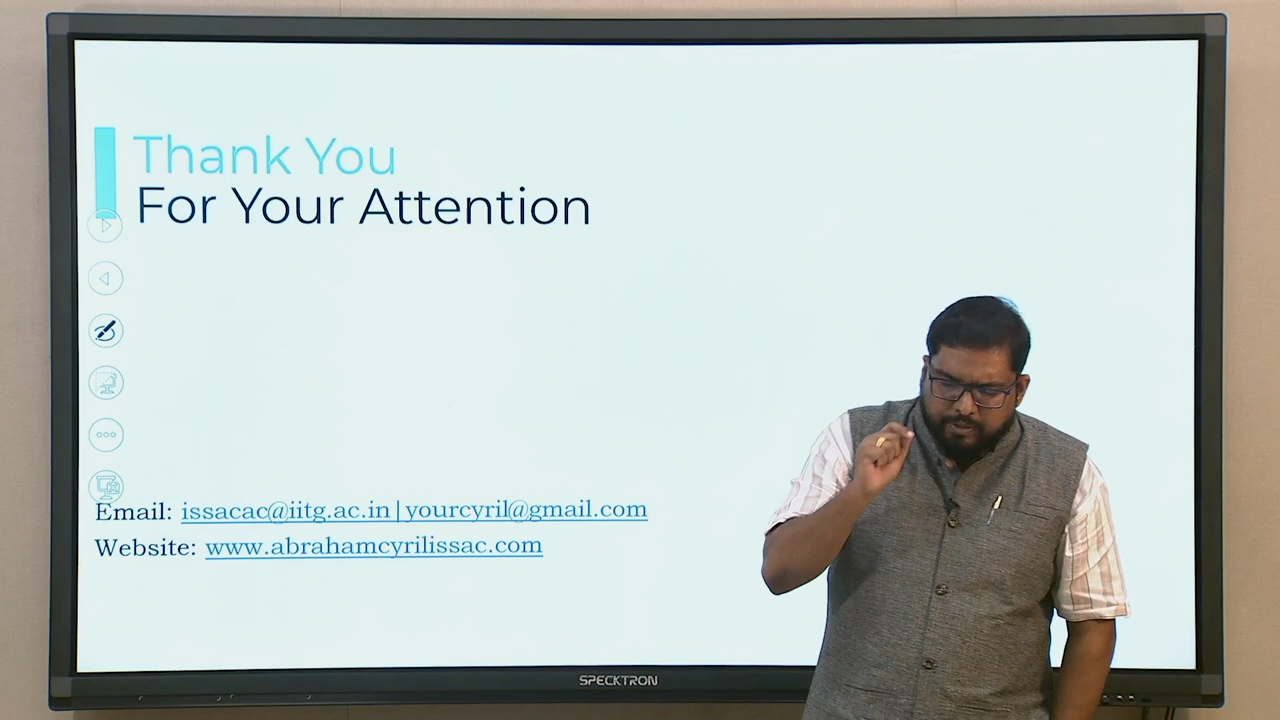 Thank You
For Your Attention
Email: issacac@iitg.ac.in|yourcyril@gmail.com
Website: www.abrahamcyrilissac.com
SPECKTRON